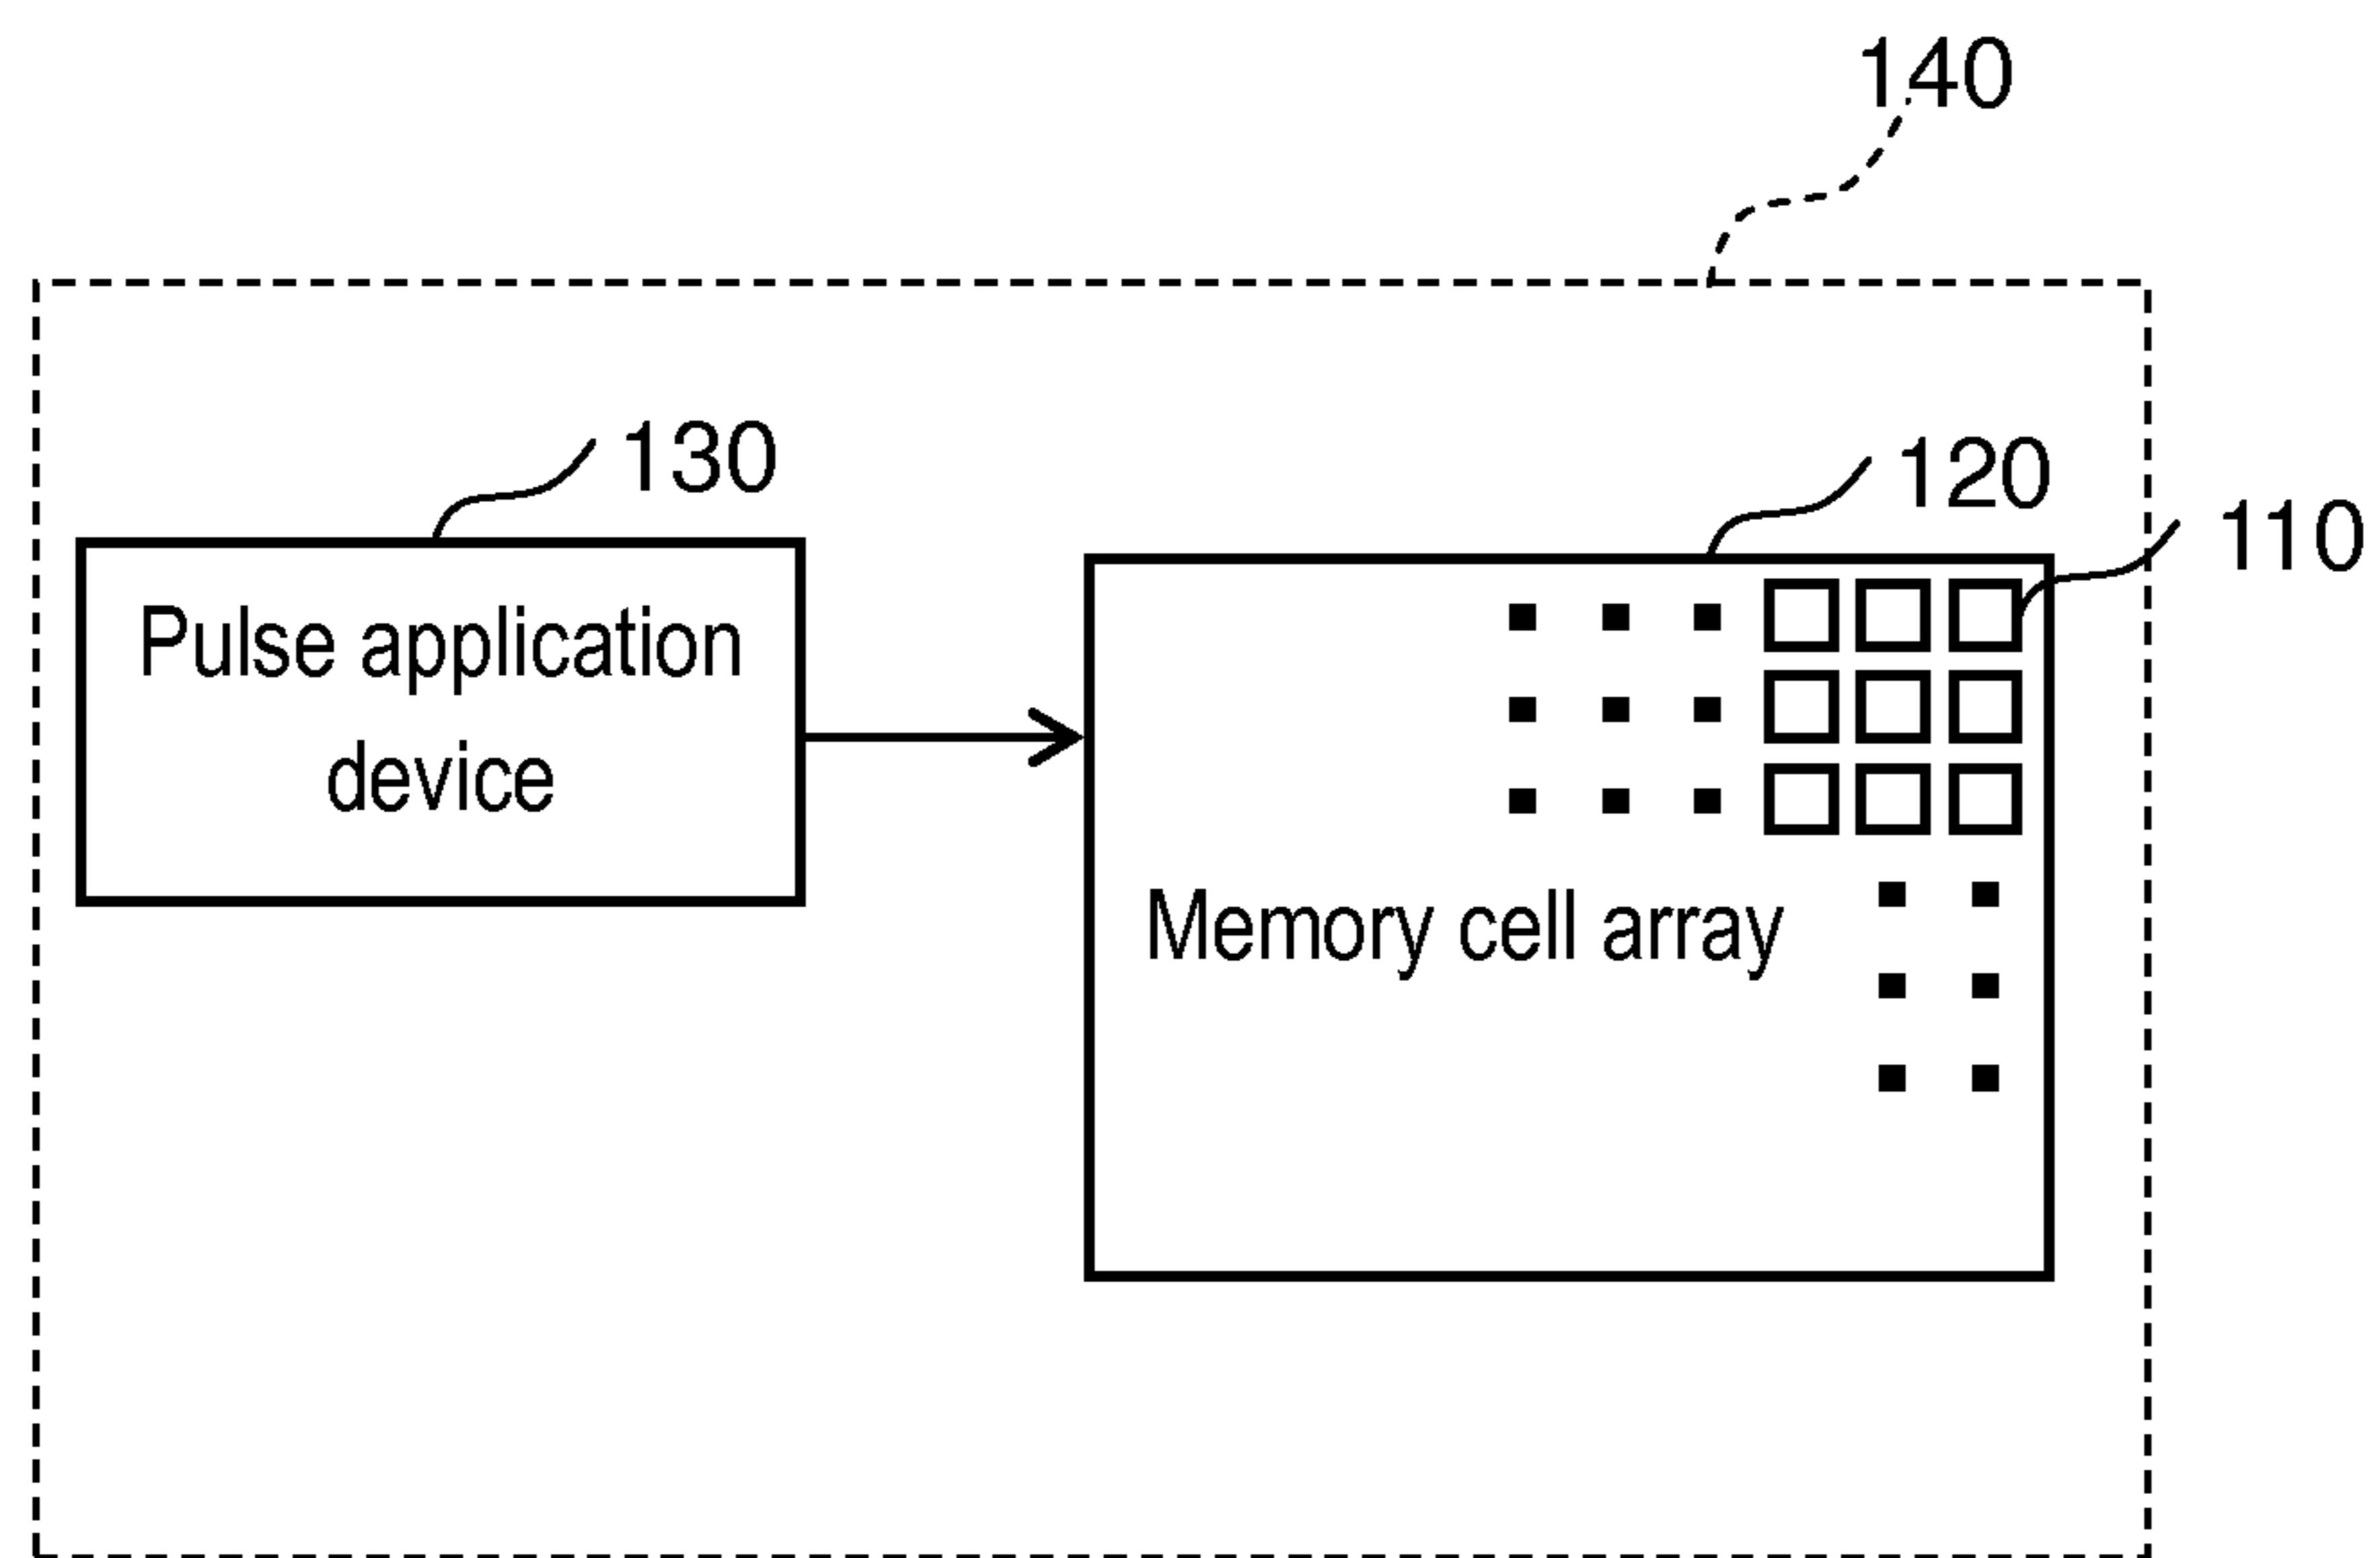 140
130
120
110
Pulse application
device
Memory cell array